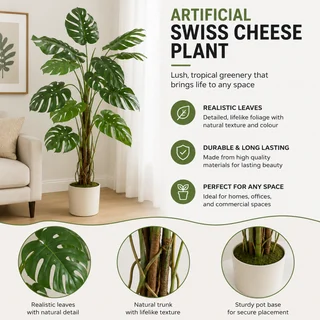 ARTIFICIAL
SWISS CHEESE
PLANT
Lush, tropical greenery that
brings life to any space
REALISTIC LEAVES
Detailed, lifelike foliage with
natural texture and colour
DURABLE & LONG LASTING
Made from high quality
materials for lasting beauty
PERFECT FOR ANY SPACE
Ideal for homes, offices,
and commercial spaces
Realistic leaves
with natural detail
Natural trunk
with lifelike texture
Sturdy pot base
for secure placement